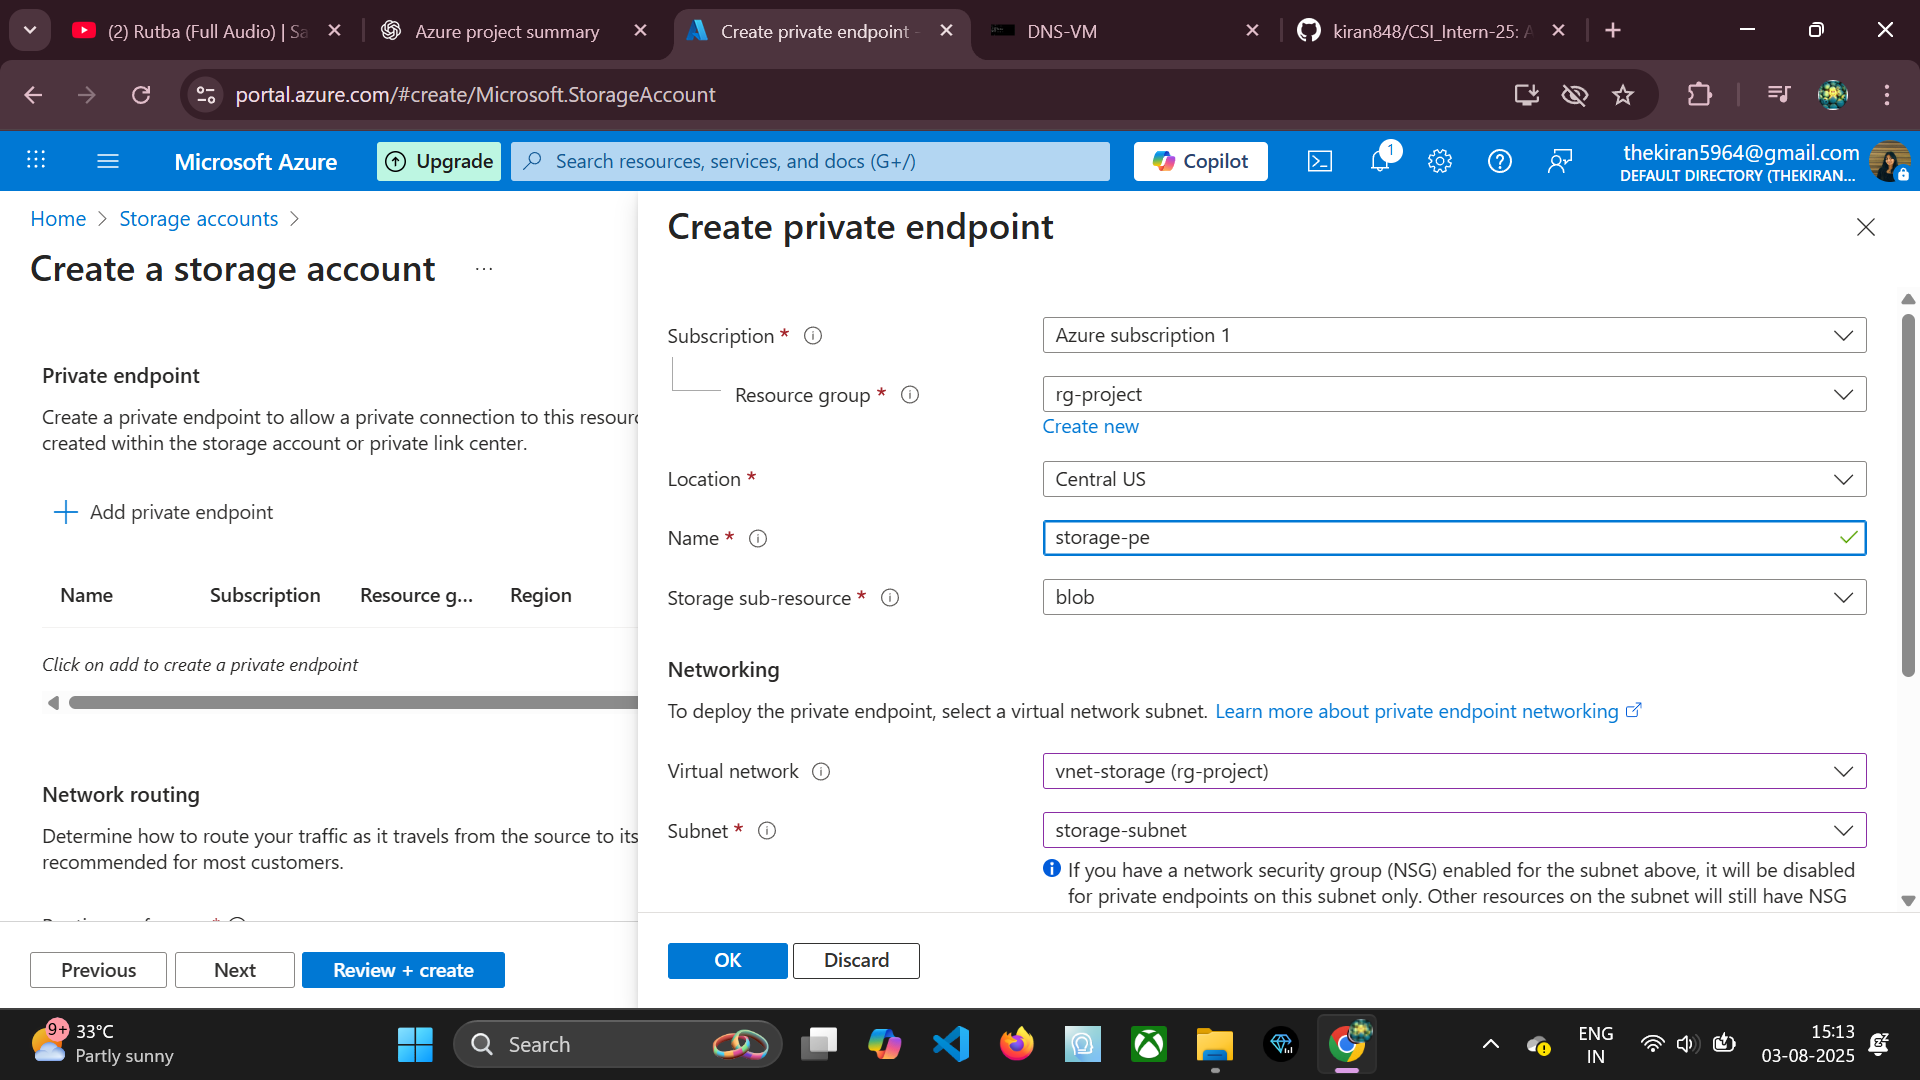 (2) Rutba (Full Audio) | Sa
Azure project summary
Create private endpoint -
DNS-VM
kiran848/CSI_Intern-25: A
portal.azure.com/#create/Microsoft.StorageAccount
Microsoft Azure
Upgrade
Search resources, services, and docs (G+/)
Copilot
1
thekiran5964@gmail.com
DEFAULT DIRECTORY (THEKIRAN...
Home
Storage accounts
Create a storage account
...
Private endpoint
Create a private endpoint to allow a private connection to this resourc
created within the storage account or private link center.
Add private endpoint
Name Subscription Resource g... Region
Click on add to create a private endpoint
Network routing
Determine how to route your traffic as it travels from the source to its
recommended for most customers.
Previous
Next
Review + create
Create private endpoint
Subscription *
Azure subscription 1
Resource group *
rg-project
Create new
Location *
Central US
Name *
storage-pe
Storage sub-resource *
blob
Networking
To deploy the private endpoint, select a virtual network subnet. Learn more about private endpoint networking
Virtual network
vnet-storage (rg-project)
Subnet *
storage-subnet
If you have a network security group (NSG) enabled for the subnet above, it will be disabled
for private endpoints on this subnet only. Other resources on the subnet will still have NSG
OK
Discard
9+
33°C
Partly sunny
Search
ENG
IN
15:13
03-08-2025